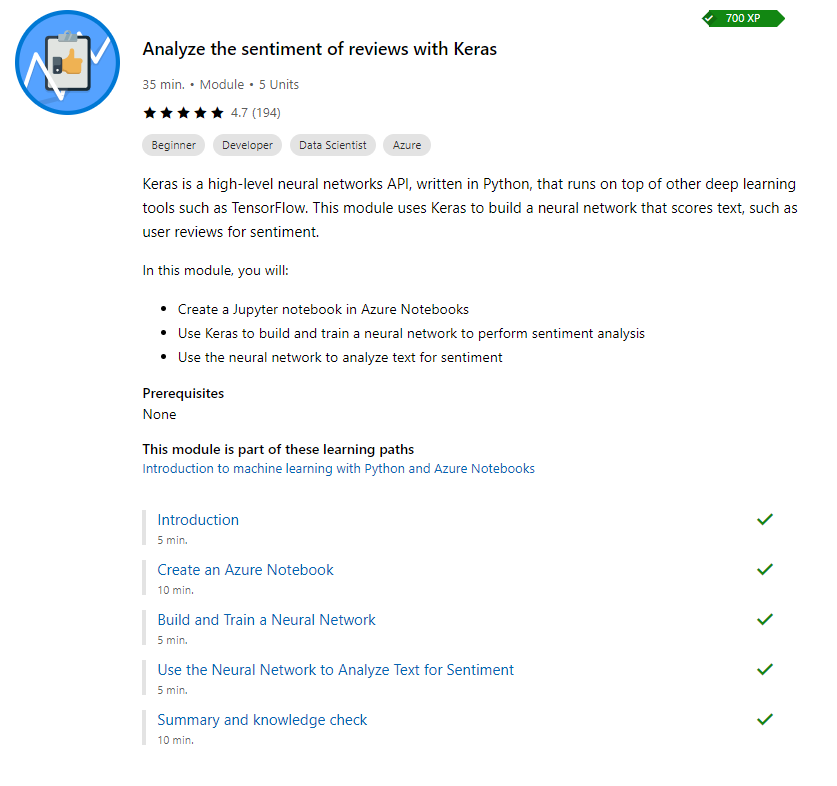 700 XP
Analyze the sentiment of reviews with Keras
35 min. • Module • 5 Units
4.7 (194)
Beginner Developer Data Scientist Azure
Keras is a high-level neural networks API, written in Python, that runs on top of other deep learning
tools such as TensorFlow. This module uses Keras to build a neural network that scores text, such as
user reviews for sentiment.
In this module, you will:
• Create a Jupyter notebook in Azure Notebooks
• Use Keras to build and train a neural network to perform sentiment analysis
• Use the neural network to analyze text for sentiment
Prerequisites
None
This module is part of these learning paths
Introduction to machine learning with Python and Azure Notebooks
Introduction
5 min.
Create an Azure Notebook
10 min.
Build and Train a Neural Network
5 min.
Use the Neural Network to Analyze Text for Sentiment
5 min.
Summary and knowledge check
10 min.